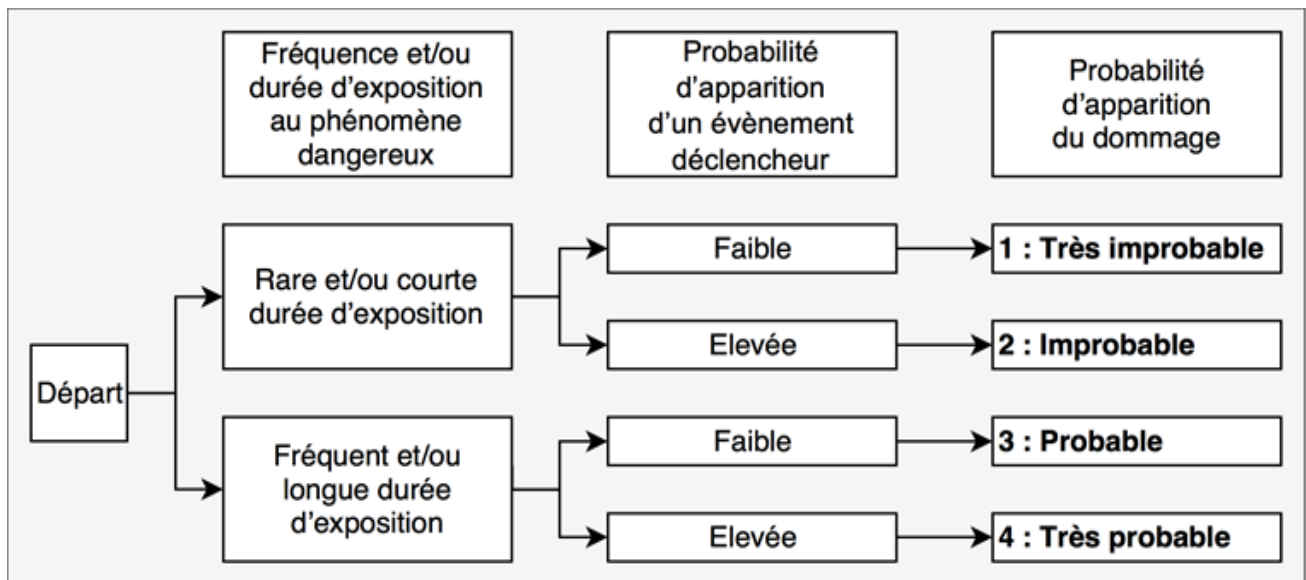 Fréquence et/ou
durée d'exposition
au phénomène
dangereux
Probabilité
d'apparition
d'un évènement
déclencheur
Probabilité
d'apparition
du dommage
Départ
Rare et/ou courte
durée d'exposition
Faible
1 : Très improbable
Elevée
2 : Improbable
Fréquent et/ou
longue durée
d'exposition
Faible
3 : Probable
Elevée
4 : Très probable